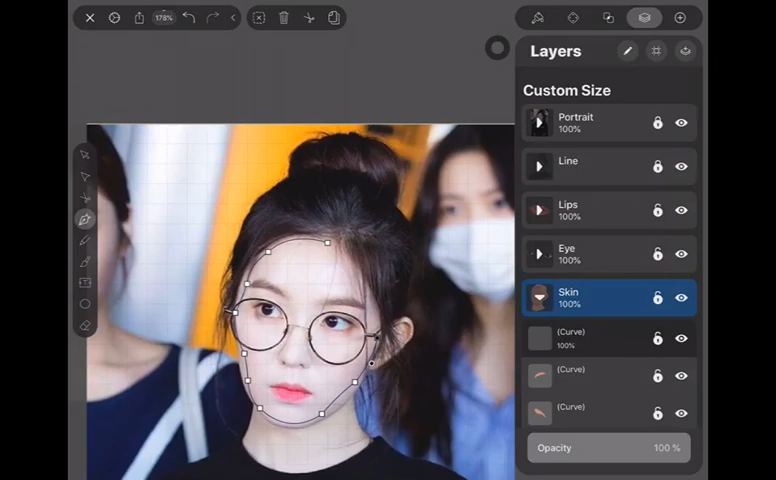 178%
Layers
Custom Size
Portrait
100%
Line
Lips
100%
Eye
100%
Skin
100%
(Curve)
100%
(Curve)
(Curve)
Opacity 100 %